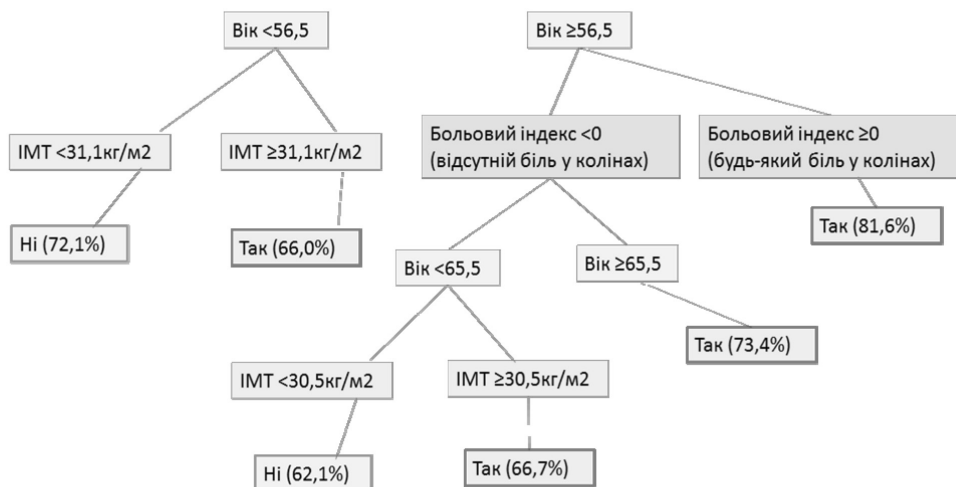 Вік <56,5
Вік ≥56,5
ІМТ <31,1кг/м2
ІМТ ≥31,1кг/м2
Больовий індекс <0
(відсутній біль у колінах)
Больовий індекс ≥0
(будь-який біль у колінах)
Ні (72,1%)
Так (66,0%)
Так (81,6%)
Вік <65,5
Вік ≥65,5
Так (73,4%)
ІМТ <30,5кг/м2
ІМТ ≥30,5кг/м2
Ні (62,1%)
Так (66,7%)